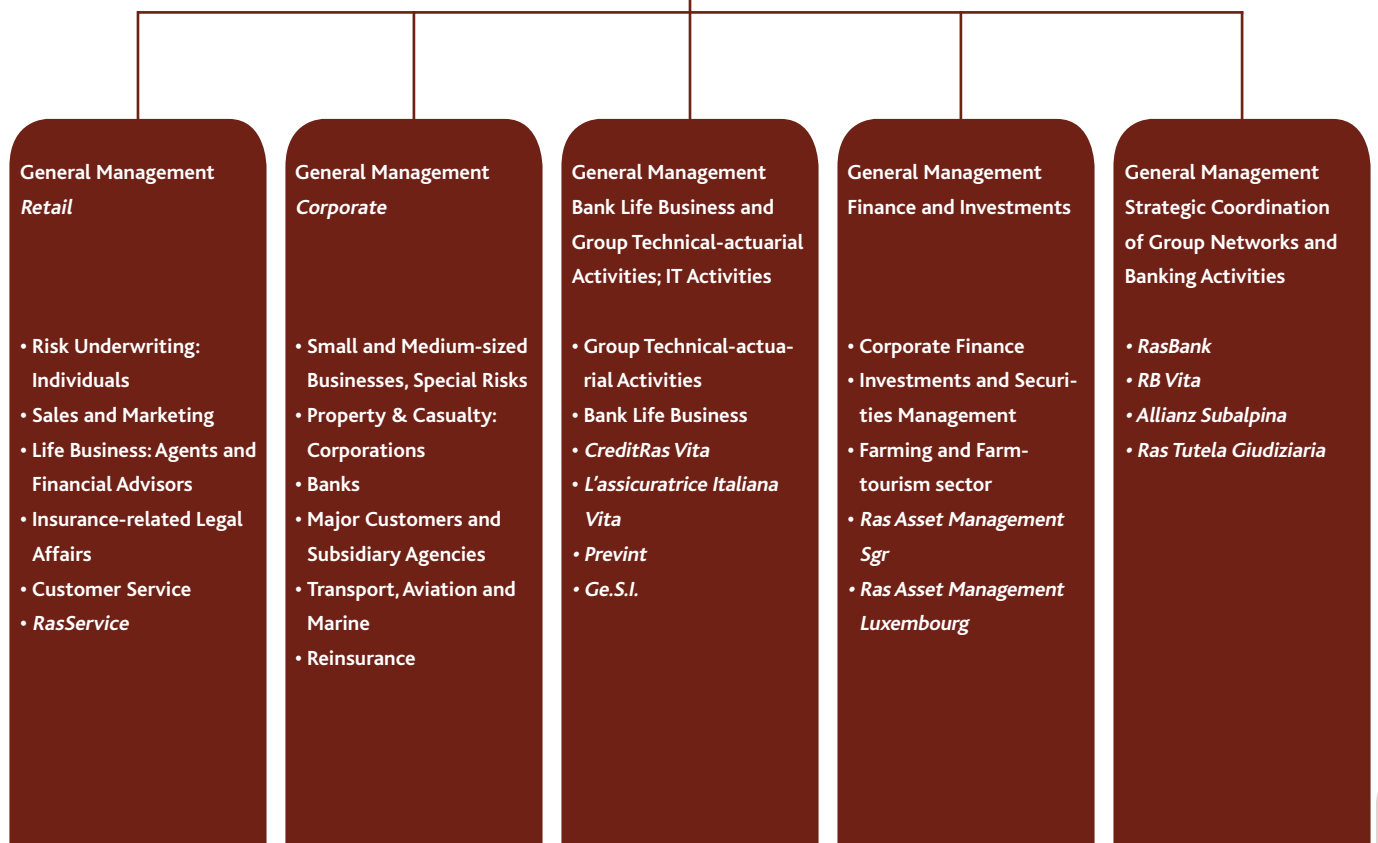 General Management
Retail
• Risk Underwriting:
Individuals
• Sales and Marketing
• Life Business: Agents and
Financial Advisors
• Insurance-related Legal
Affairs
• Customer Service
• RasService
General Management
Corporate
• Small and Medium-sized
Businesses, Special Risks
• Property & Casualty:
Corporations
• Banks
• Major Customers and
Subsidiary Agencies
• Transport, Aviation and
Marine
• Reinsurance
General Management
Bank Life Business and
Group Technical-actuarial
Activities; IT Activities
• Group Technical-actua-
rial Activities
• Bank Life Business
• CreditRas Vita
• L'assicuratrice Italiana
Vita
• Prevint
• Ge.S.I.
General Management
Finance and Investments
• Corporate Finance
• Investments and Securi-
ties Management
• Farming and Farm-
tourism sector
• Ras Asset Management
Sgr
• Ras Asset Management
Luxembourg
General Management
Strategic Coordination
of Group Networks and
Banking Activities
• RasBank
• RB Vita
• Allianz Subalpina
• Ras Tutela Giudiziaria